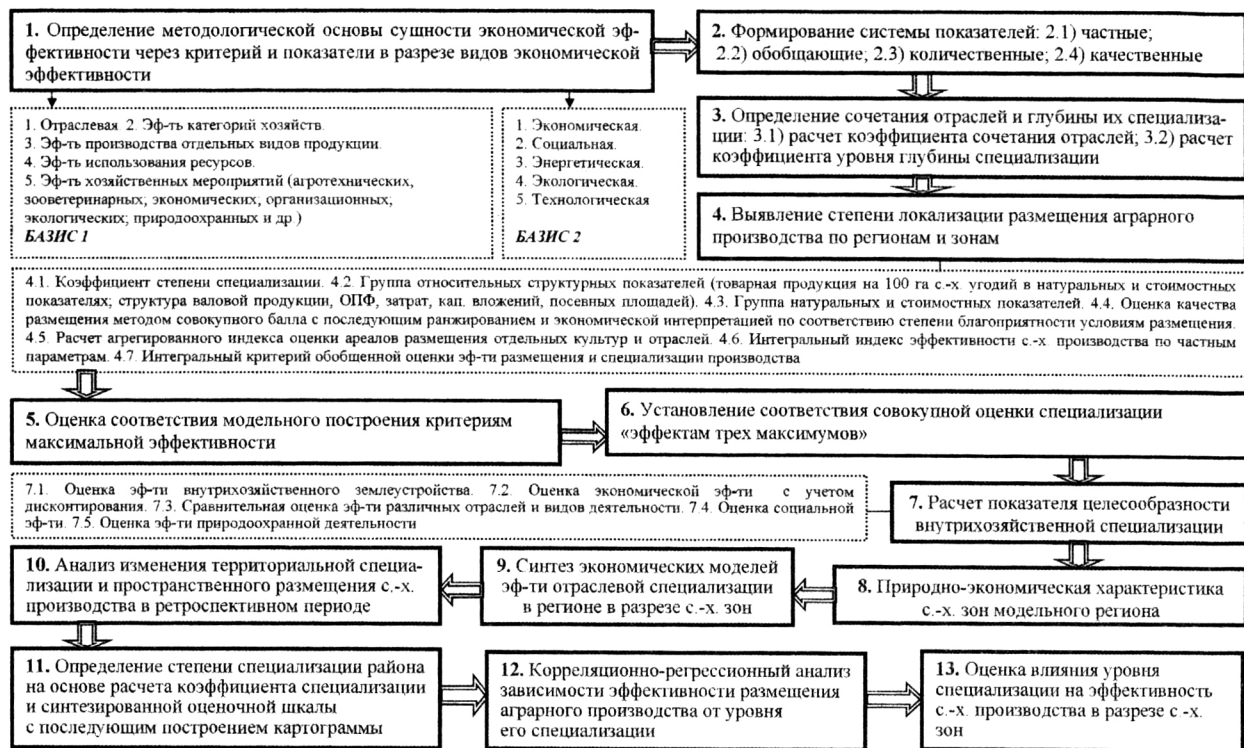 1. Определение методологической основы сущности экономической эф-
фективности через критерий и показатели в разрезе видов экономической
эффективности
2. Формирование системы показателей: 2.1) частные;
2.2) обобщающие; 2.3) количественные; 2.4) качественные
1. Отраслевая. 2. Эф-ть категорий хозяйств.
3. Эф-ть производства отдельных видов продукции.
4. Эф-ть использования ресурсов.
5. Эф-ть хозяйственных мероприятий (агротехнических,
зооветеринарных; экономических, организационных,
экологических; природоохранных и др.)
БАЗИС 1
1. Экономическая.
2. Социальная.
3. Энергетическая.
4. Экологическая.
5. Технологическая
БАЗИС 2
3. Определение сочетания отраслей и глубины их специализа-
ции: 3.1) расчет коэффициента сочетания отраслей; 3.2) расчет
коэффициента уровня глубины специализации
4. Выявление степени локализации размещения аграрного
производства по регионам и зонам
4.1. Коэффициент степени специализации. 4.2. Группа относительных структурных показателей (товарная продукция на 100 га с.-х. угодий в натуральных и стоимостных
показателях; структура валовой продукции, ОПФ, затрат, кап. вложений, посевных площадей). 4.3. Группа натуральных и стоимостных показателей. 4.4. Оценка качества
размещения методом совокупного балла с последующим ранжированием и экономической интерпретацией по соответствию степени благоприятности условиям размещения.
4.5. Расчет агрегированного индекса оценки ареалов размещения отдельных культур и отраслей. 4.6. Интегральный индекс эффективности с.-х. производства по частным
параметрам. 4.7. Интегральный критерий обобщенной оценки эф-ти размещения и специализации производства
5. Оценка соответствия модельного построения критериям
максимальной эффективности
6. Установление соответствия совокупной оценки специализации
«эффектам трех максимумов»
7.1. Оценка эф-ти внутрихозяйственного землеустройства. 7.2. Оценка экономической эф-ти с учетом
дисконтирования. 7.3. Сравнительная оценка эф-ти различных отраслей и видов деятельности. 7.4. Оценка социальной
эф-ти. 7.5. Оценка эф-ти природоохранной деятельности
7. Расчет показателя целесообразности
внутрихозяйственной специализации
10. Анализ изменения территориальной специа-
лизации и пространственного размещения с.-х.
производства в ретроспективном периоде
9. Синтез экономических моделей
эф-ти отраслевой специализации
в регионе в разрезе с.-х. зон
8. Природно-экономическая характеристика
с.-х. зон модельного региона
11. Определение степени специализации района
на основе расчета коэффициента специализации
и синтезированной оценочной шкалы
с последующим построением картограммы
12. Корреляционно-регрессионный анализ
зависимости эффективности размещения
аграрного производства от уровня
его специализации
13. Оценка влияния уровня
специализации на эффективность
с.-х. производства в разрезе с.-х.
зон